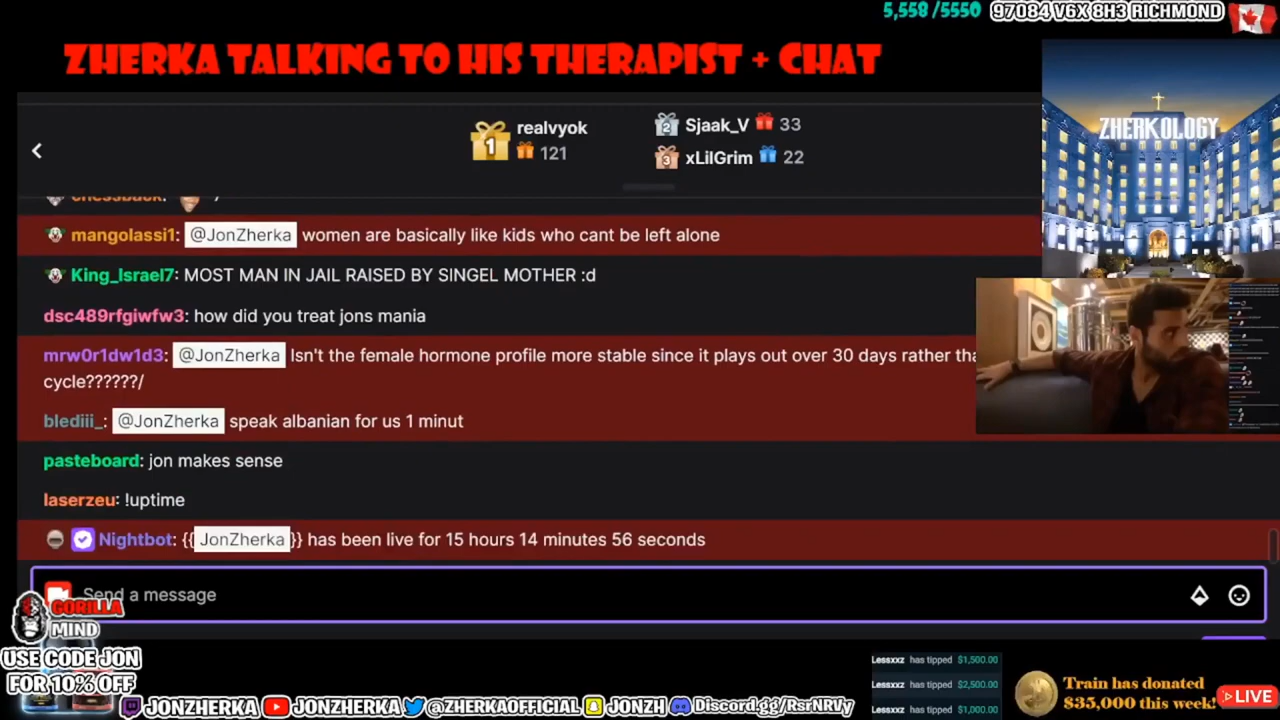 5,558 /5550 97084 V6X 8H3 RICHMOND
ZHERKA TALKING TO HIS THERAPIST + CHAT
1 realvyok
121
2 Sjaak_V 33
3 xLilGrim 22
ZHERKOLOGY
mangolassi1: @JonZherka women are basically like kids who cant be left alone
King_Israel7: MOST MAN IN JAIL RAISED BY SINGEL MOTHER :d
dsc489rfgiwfw3: how did you treat jons mania
mrw0r1dw1d3: @JonZherka Isn't the female hormone profile more stable since it plays out over 30 days rather
cycle??????/
blediii_: @JonZherka speak albanian for us 1 minut
pasteboard: jon makes sense
laserzeu: !uptime
Nightbot: {{ JonZherka }} has been live for 15 hours 14 minutes 56 seconds
Send a message
GORILLA
MIND
USE CODE JON
FOR 10% OFF
Lessxxz has tipped $1,500.00
Lessxxz has tipped $2,500.00
Lessxxz has tipped $1,000.00
Train has donated
$35,000 this week!
LIVE
JONZHERKA JONZHERKA @ZHERKAOFFICIAL JONZH Discord.gg/RsrNRVy